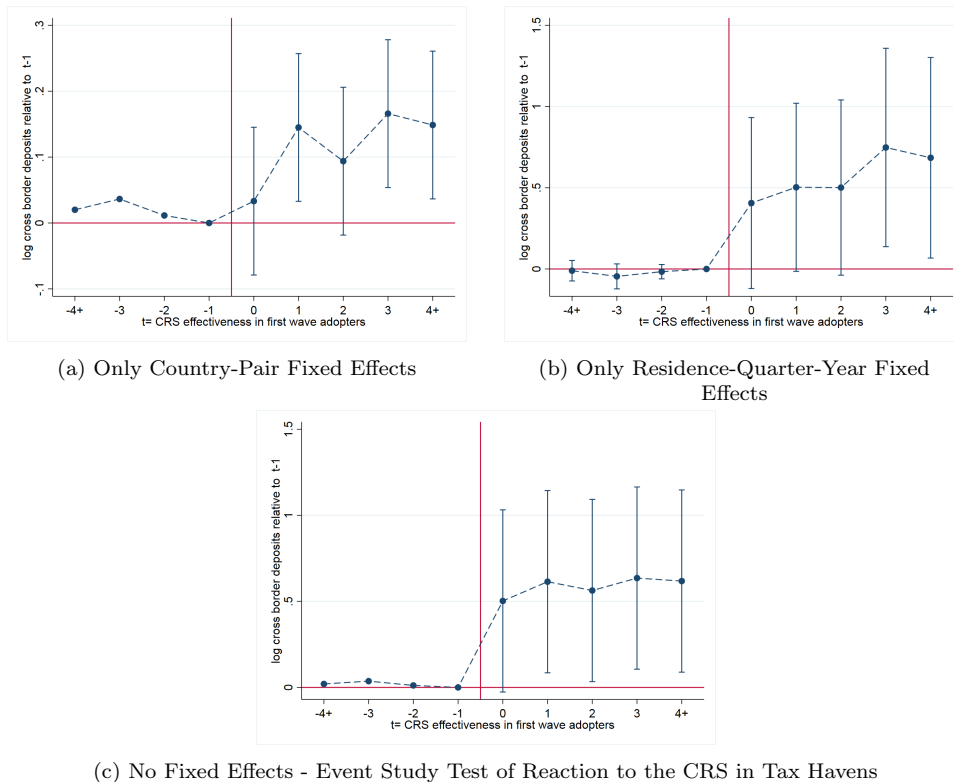 log cross border deposits relative to t-1
.3
.2
.1
0
-.1
-4+ -3 -2 -1 0 1 2 3 4+
t= CRS effectiveness in first wave adopters
(a) Only Country-Pair Fixed Effects
log cross border deposits relative to t-1
1.5
1
.5
0
-4+ -3 -2 -1 0 1 2 3 4+
t= CRS effectiveness in first wave adopters
(b) Only Residence-Quarter-Year Fixed
Effects
log cross border deposits relative to t-1
1.5
1
.5
0
-4+ -3 -2 -1 0 1 2 3 4+
t= CRS effectiveness in first wave adopters
(c) No Fixed Effects - Event Study Test of Reaction to the CRS in Tax Havens